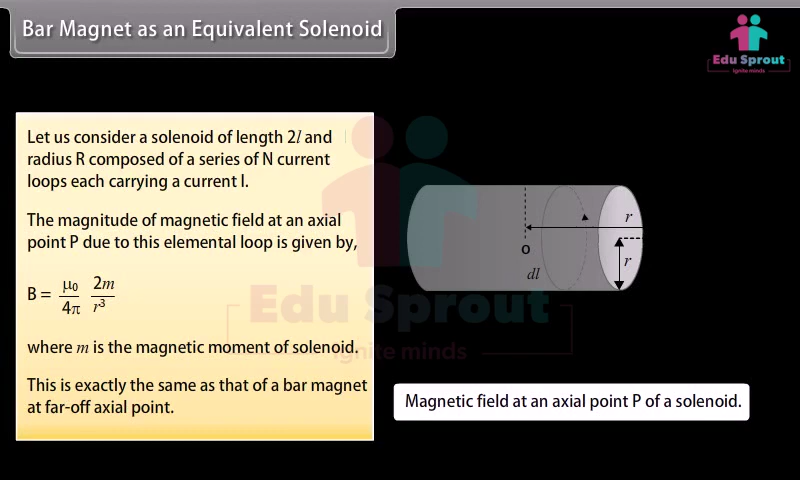 Bar Magnet as an Equivalent Solenoid
Edu Sprout
Ignite minds
Let us consider a solenoid of length 2l and
radius R composed of a series of N current
loops each carrying a current I.
The magnitude of magnetic field at an axial
point P due to this elemental loop is given by,
B = μ₀/4π 2m/r³
where m is the magnetic moment of solenoid.
This is exactly the same as that of a bar magnet
at far-off axial point.
r
O
r
dl
Edu Sprout
Ignite minds
Magnetic field at an axial point P of a solenoid.